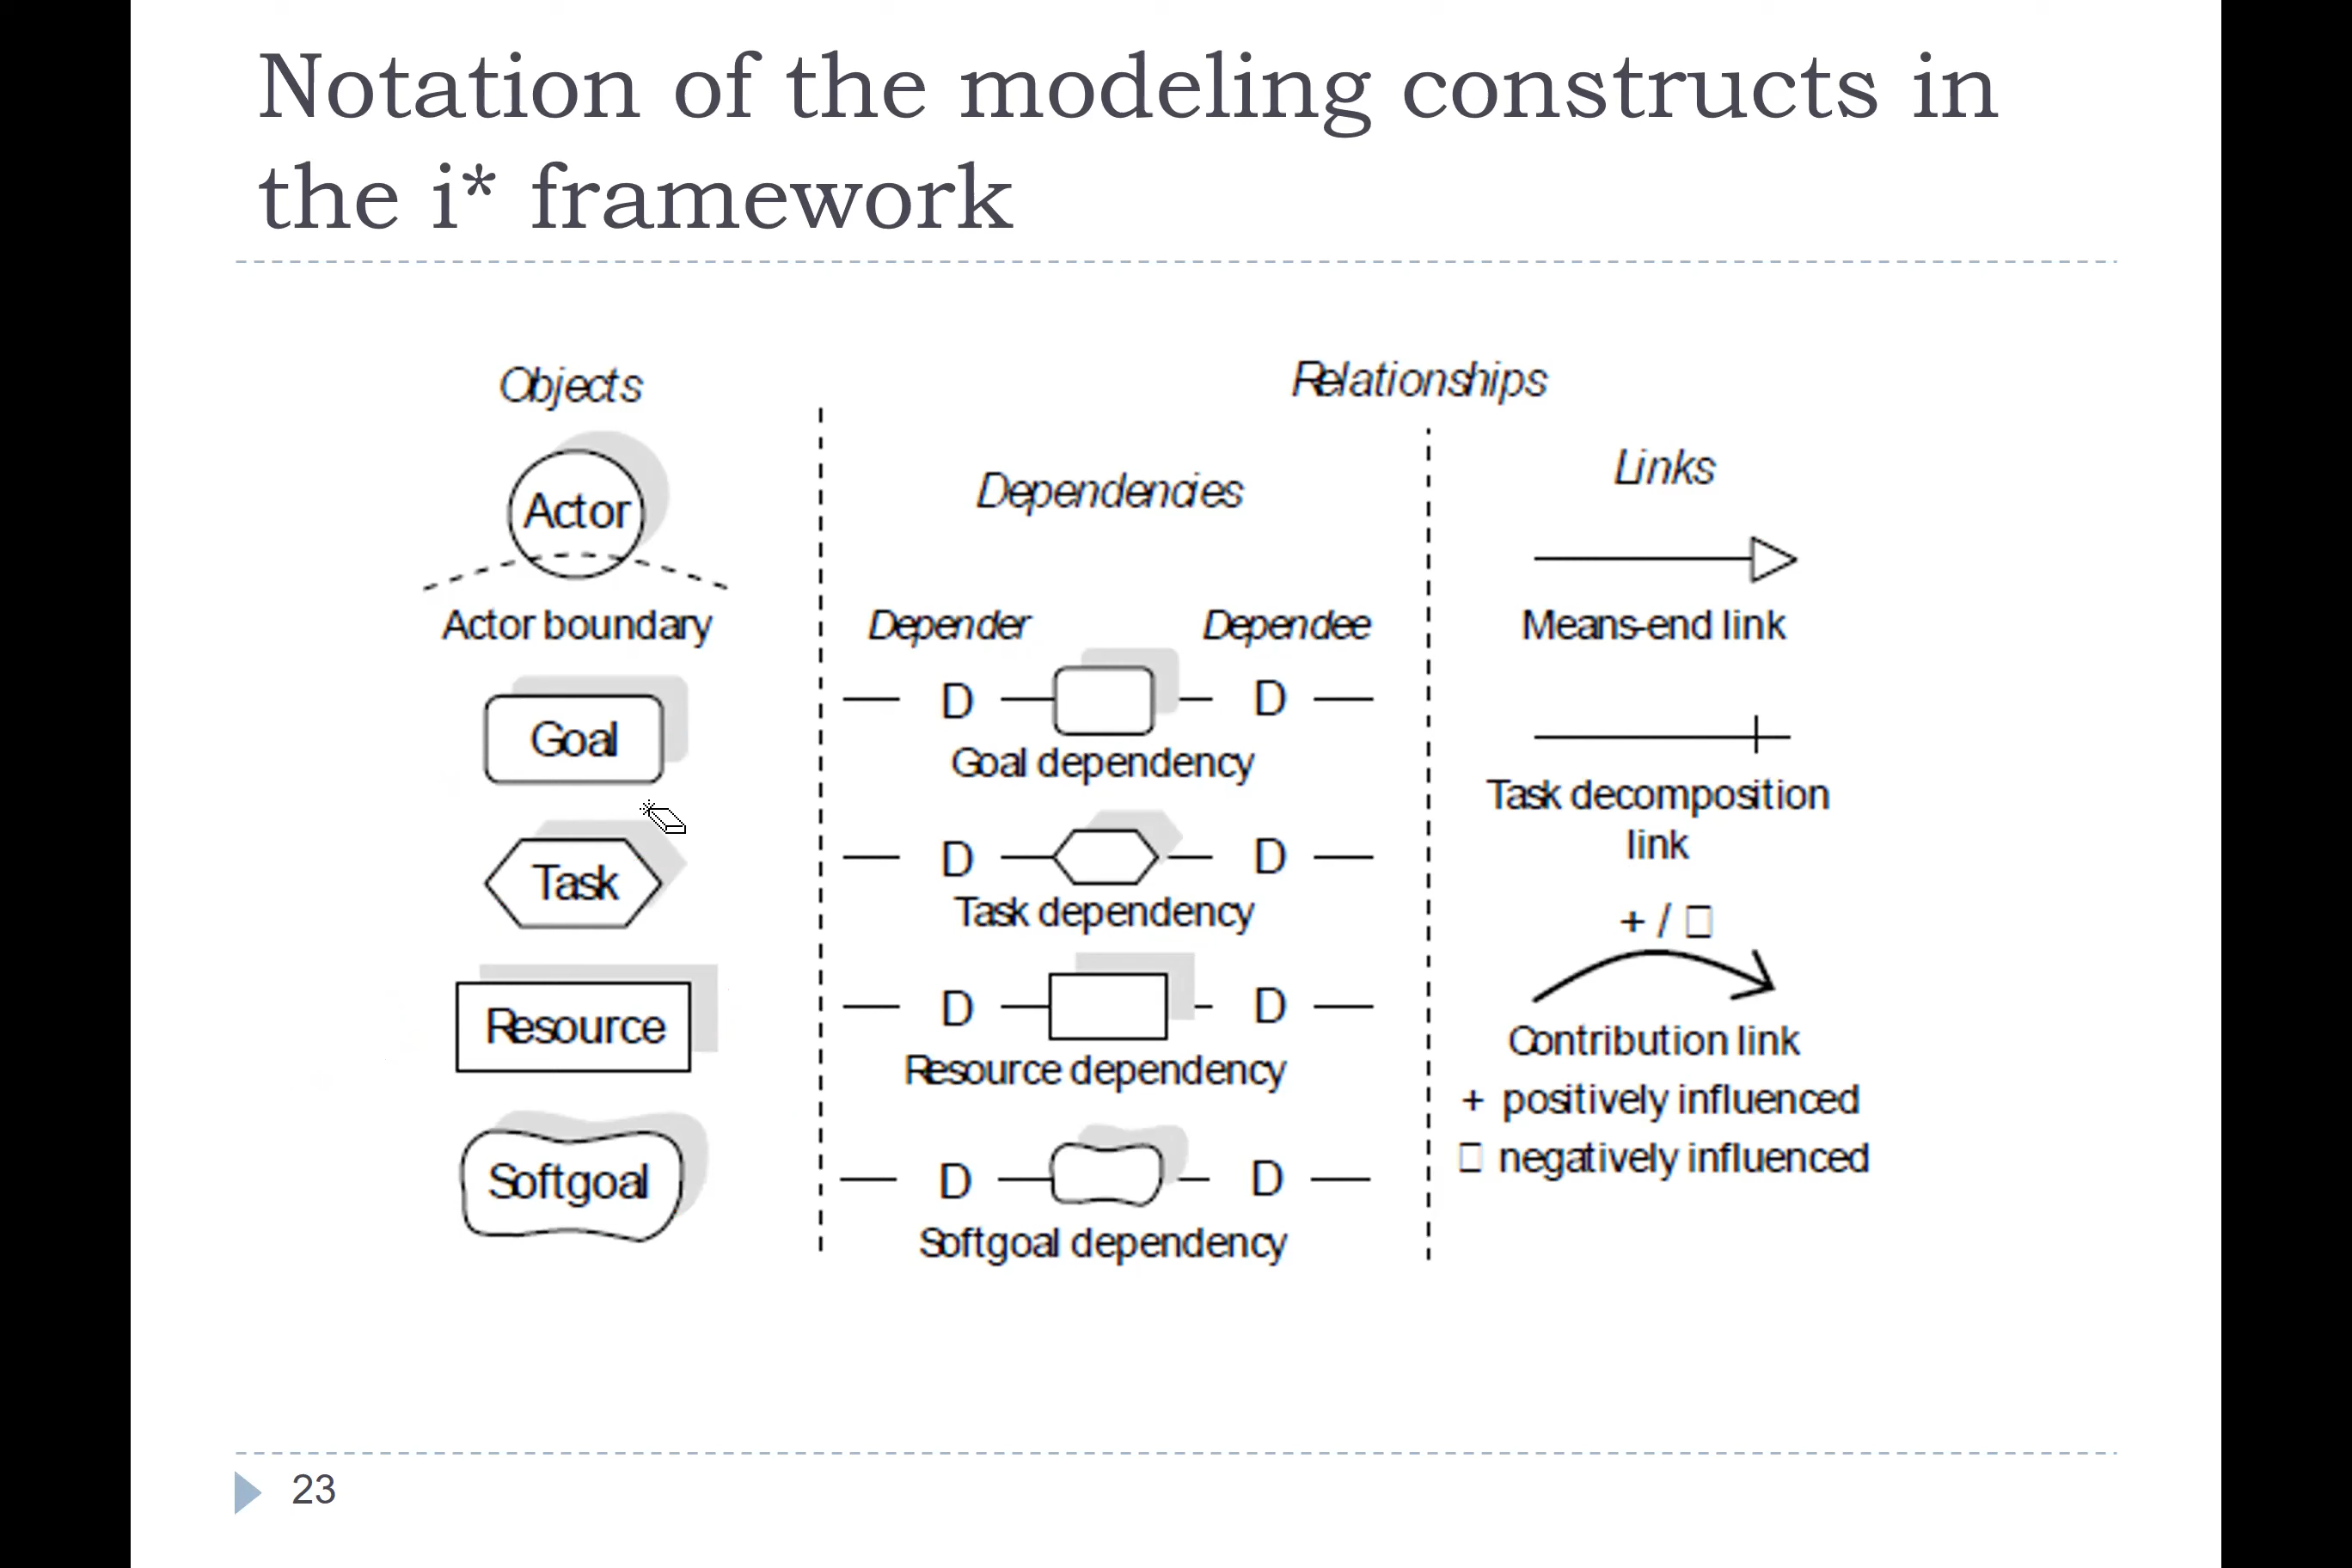 Notation of the modeling constructs in
the i* framework
Objects
Actor
Actor boundary
Goal
Task
Resource
Softgoal
Relationships
Dependencies
Depender Dependee
D D
Goal dependency
D D
Task dependency
D D
Resource dependency
D D
Softgoal dependency
Links
Means-end link
Task decomposition
link
+ / □
Contribution link
+ positively influenced
□ negatively influenced
23